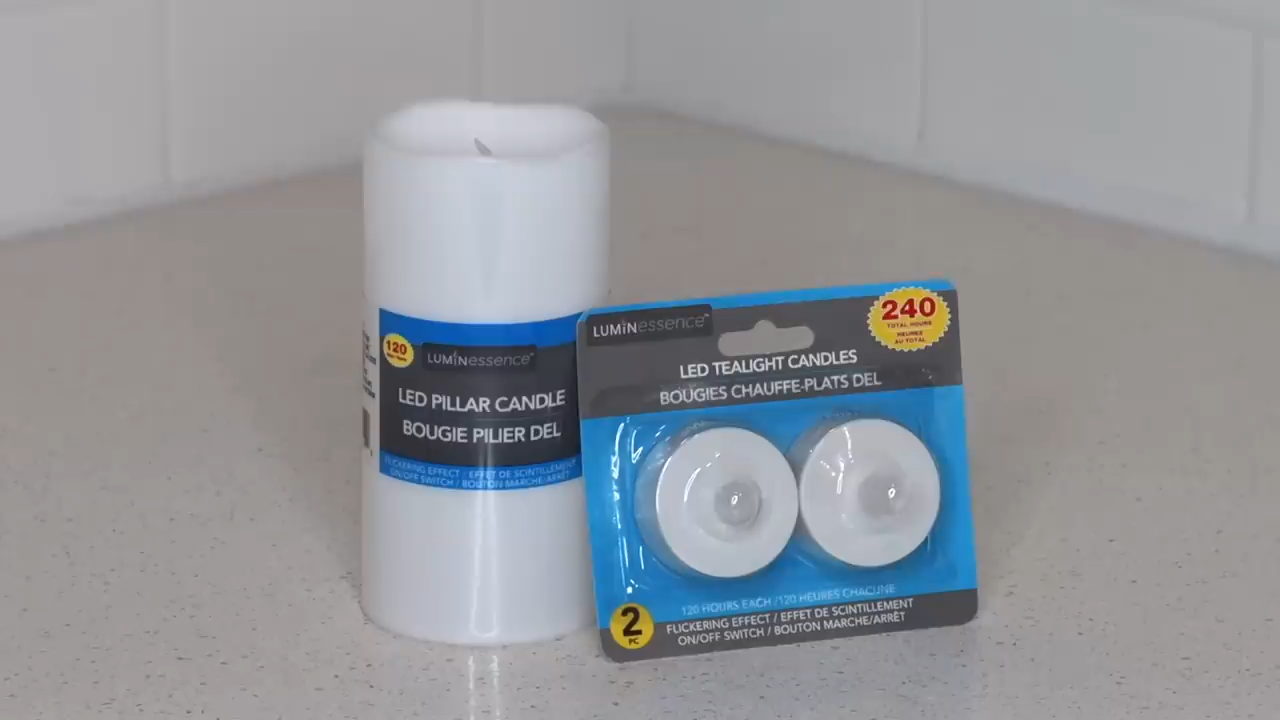 120
LUMINessence™
LED PILLAR CANDLE
BOUGIE PILIER DEL
FLICKERING EFFECT / EFFET DE SCINTILLEMENT
ON/OFF SWITCH / BOUTON MARCHE/ARRÊT
LUMINessence™
240
TOTAL HOURS
HEURES
AU TOTAL
LED TEALIGHT CANDLES
BOUGIES CHAUFFE-PLATS DEL
120 HOURS EACH / 120 HEURES CHACUNE
2
PC
FLICKERING EFFECT / EFFET DE SCINTILLEMENT
ON/OFF SWITCH / BOUTON MARCHE/ARRÊT